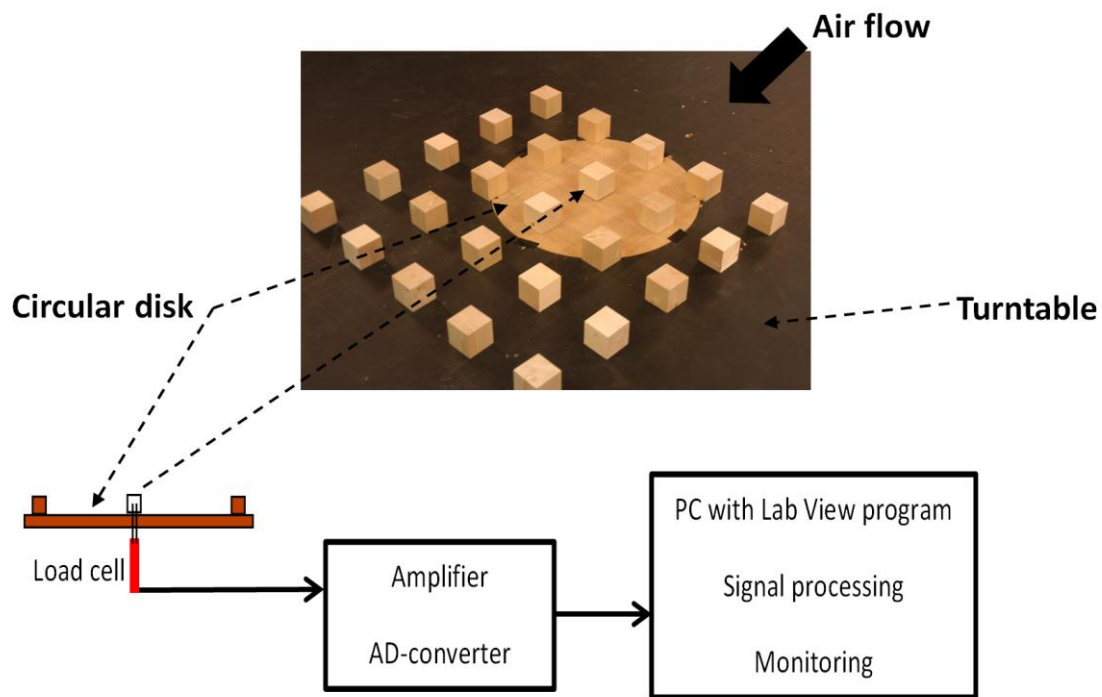 Air flow
Circular disk
Turntable
Load cell
Amplifier
AD-converter
PC with Lab View program
Signal processing
Monitoring